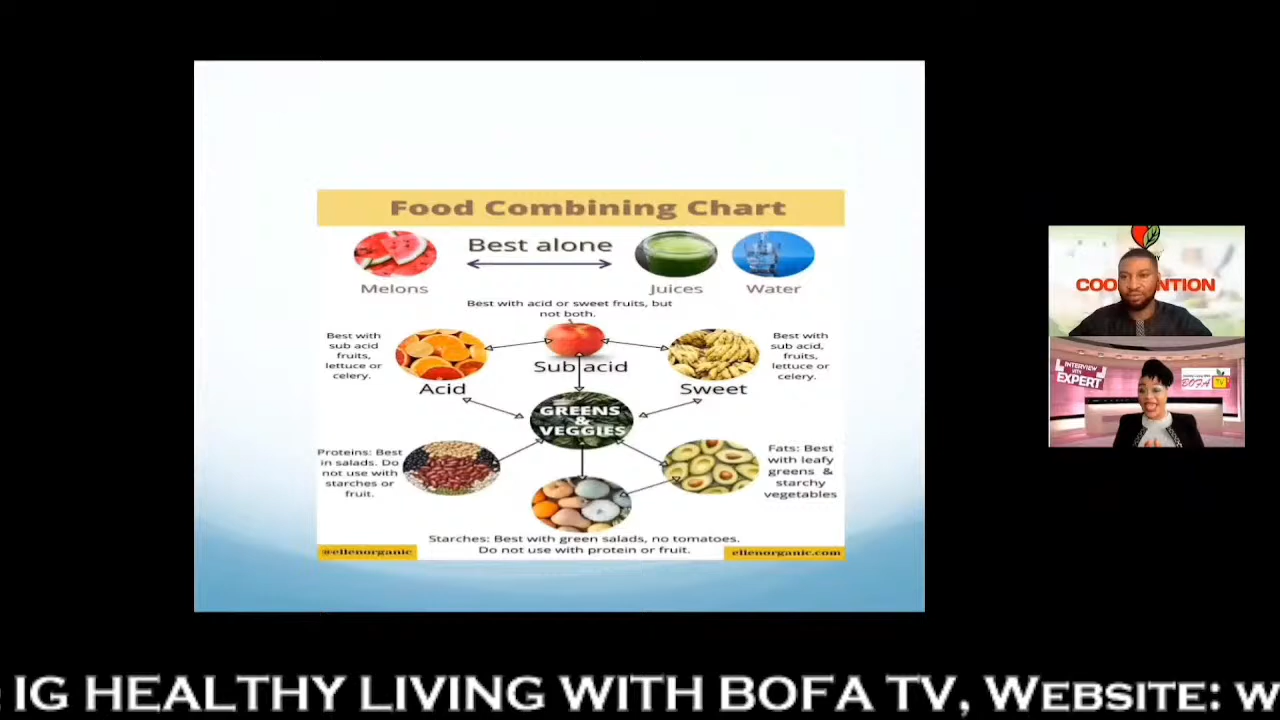 Food Combining Chart
Best alone
Melons
Juices
Water
Best with acid or sweet fruits, but
not both.
Best with
sub acid
fruits,
lettuce or
celery.
Acid
Sub acid
Sweet
Best with
sub acid,
fruits,
lettuce or
celery.
GREENS
&
VEGGIES
Proteins: Best
in salads. Do
not use with
starches or
fruit.
Fats: Best
with leafy
greens &
starchy
vegetables
Starches: Best with green salads, no tomatoes.
Do not use with protein or fruit.
@ellenorganic
ellenorganic.com
INTERVIEW
EXPERT
BOFA
TV
IG HEALTHY LIVING WITH BOFA TV, WEBSITE: W